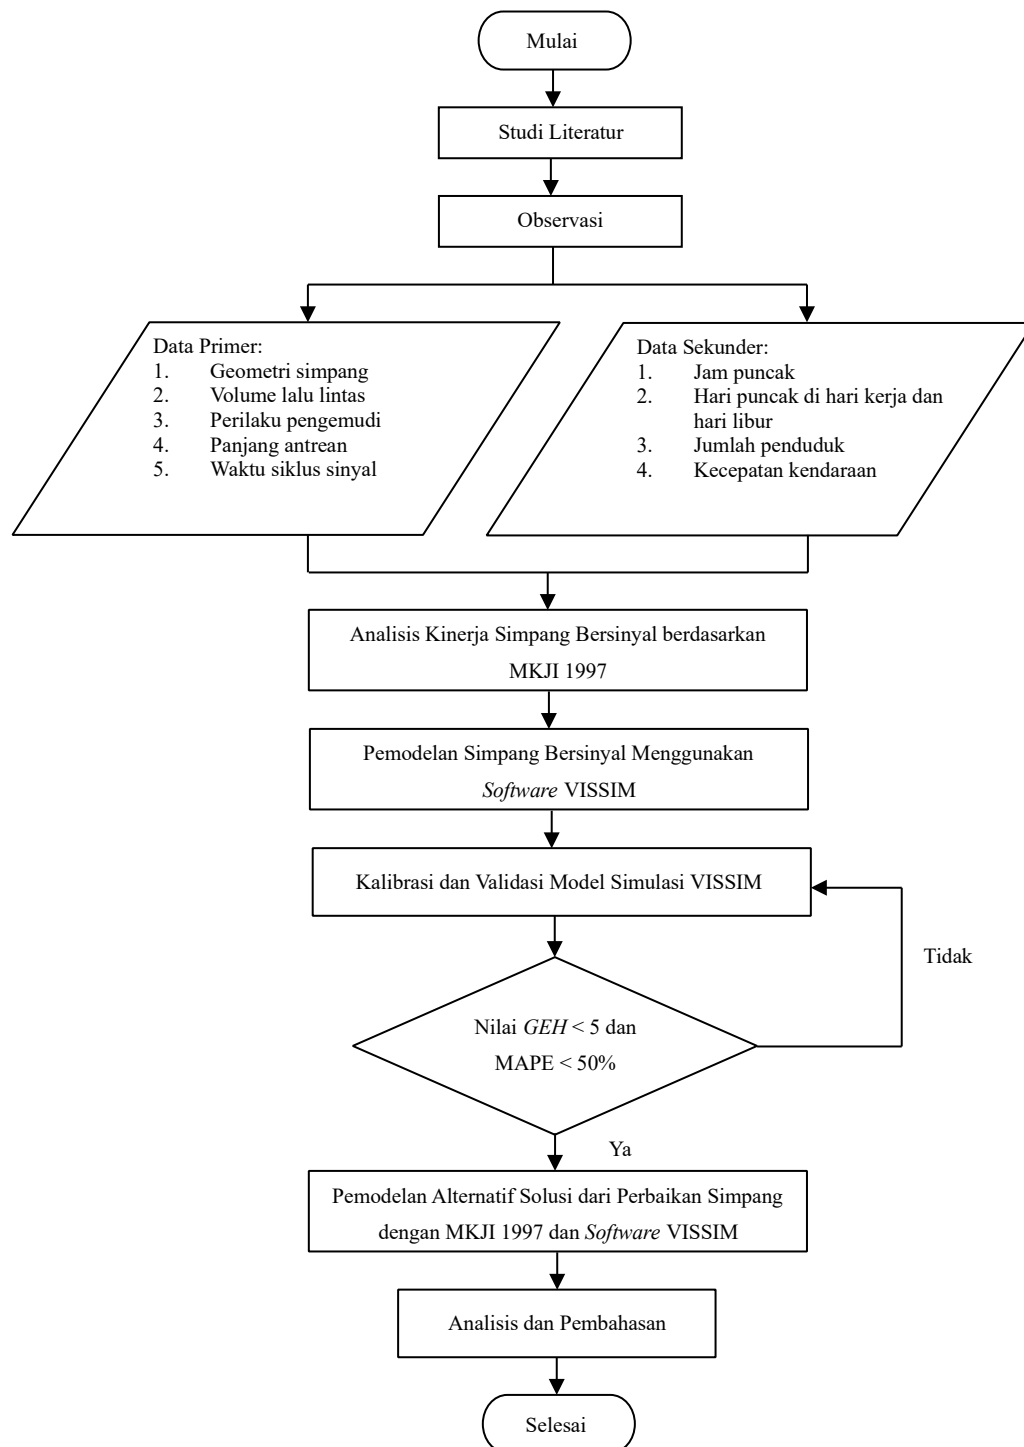 Mulai
Studi Literatur
Observasi
Data Primer:
1. Geometri simpang
2. Volume lalu lintas
3. Perilaku pengemudi
4. Panjang antrean
5. Waktu siklus sinyal
Data Sekunder:
1. Jam puncak
2. Hari puncak di hari kerja dan
hari libur
3. Jumlah penduduk
4. Kecepatan kendaraan
Analisis Kinerja Simpang Bersinyal berdasarkan
MKJI 1997
Pemodelan Simpang Bersinyal Menggunakan
Software VISSIM
Kalibrasi dan Validasi Model Simulasi VISSIM
Tidak
Nilai GEH < 5 dan
MAPE < 50%
Ya
Pemodelan Alternatif Solusi dari Perbaikan Simpang
dengan MKJI 1997 dan Software VISSIM
Analisis dan Pembahasan
Selesai